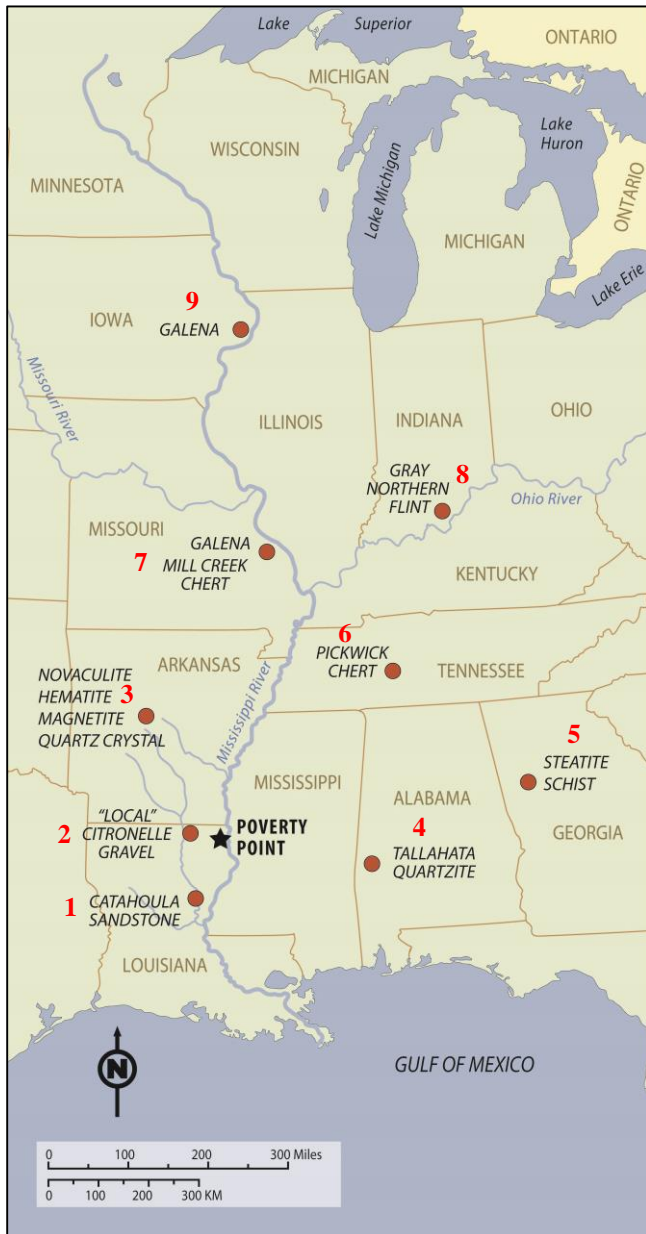 Lake Superior
ONTARIO
MICHIGAN
Lake
Huron
WISCONSIN
MINNESOTA
Lake Michigan
ONTARIO
MICHIGAN
Lake Erie
9
IOWA
GALENA
Missouri River
ILLINOIS
INDIANA
OHIO
GRAY
NORTHERN
FLINT
8
Ohio River
MISSOURI
7
GALENA
MILL CREEK
CHERT
KENTUCKY
6
PICKWICK
CHERT
TENNESSEE
ARKANSAS
Mississippi River
NOVACULITE
HEMATITE
MAGNETITE
QUARTZ CRYSTAL
3
5
STEATITE
SCHIST
MISSISSIPPI
ALABAMA
GEORGIA
2
"LOCAL"
CITRONELLE
GRAVEL
POVERTY
POINT
4
TALLAHATA
QUARTZITE
1
CATAHOULA
SANDSTONE
LOUISIANA
N
GULF OF MEXICO
0 100 200 300 Miles
0 100 200 300 KM